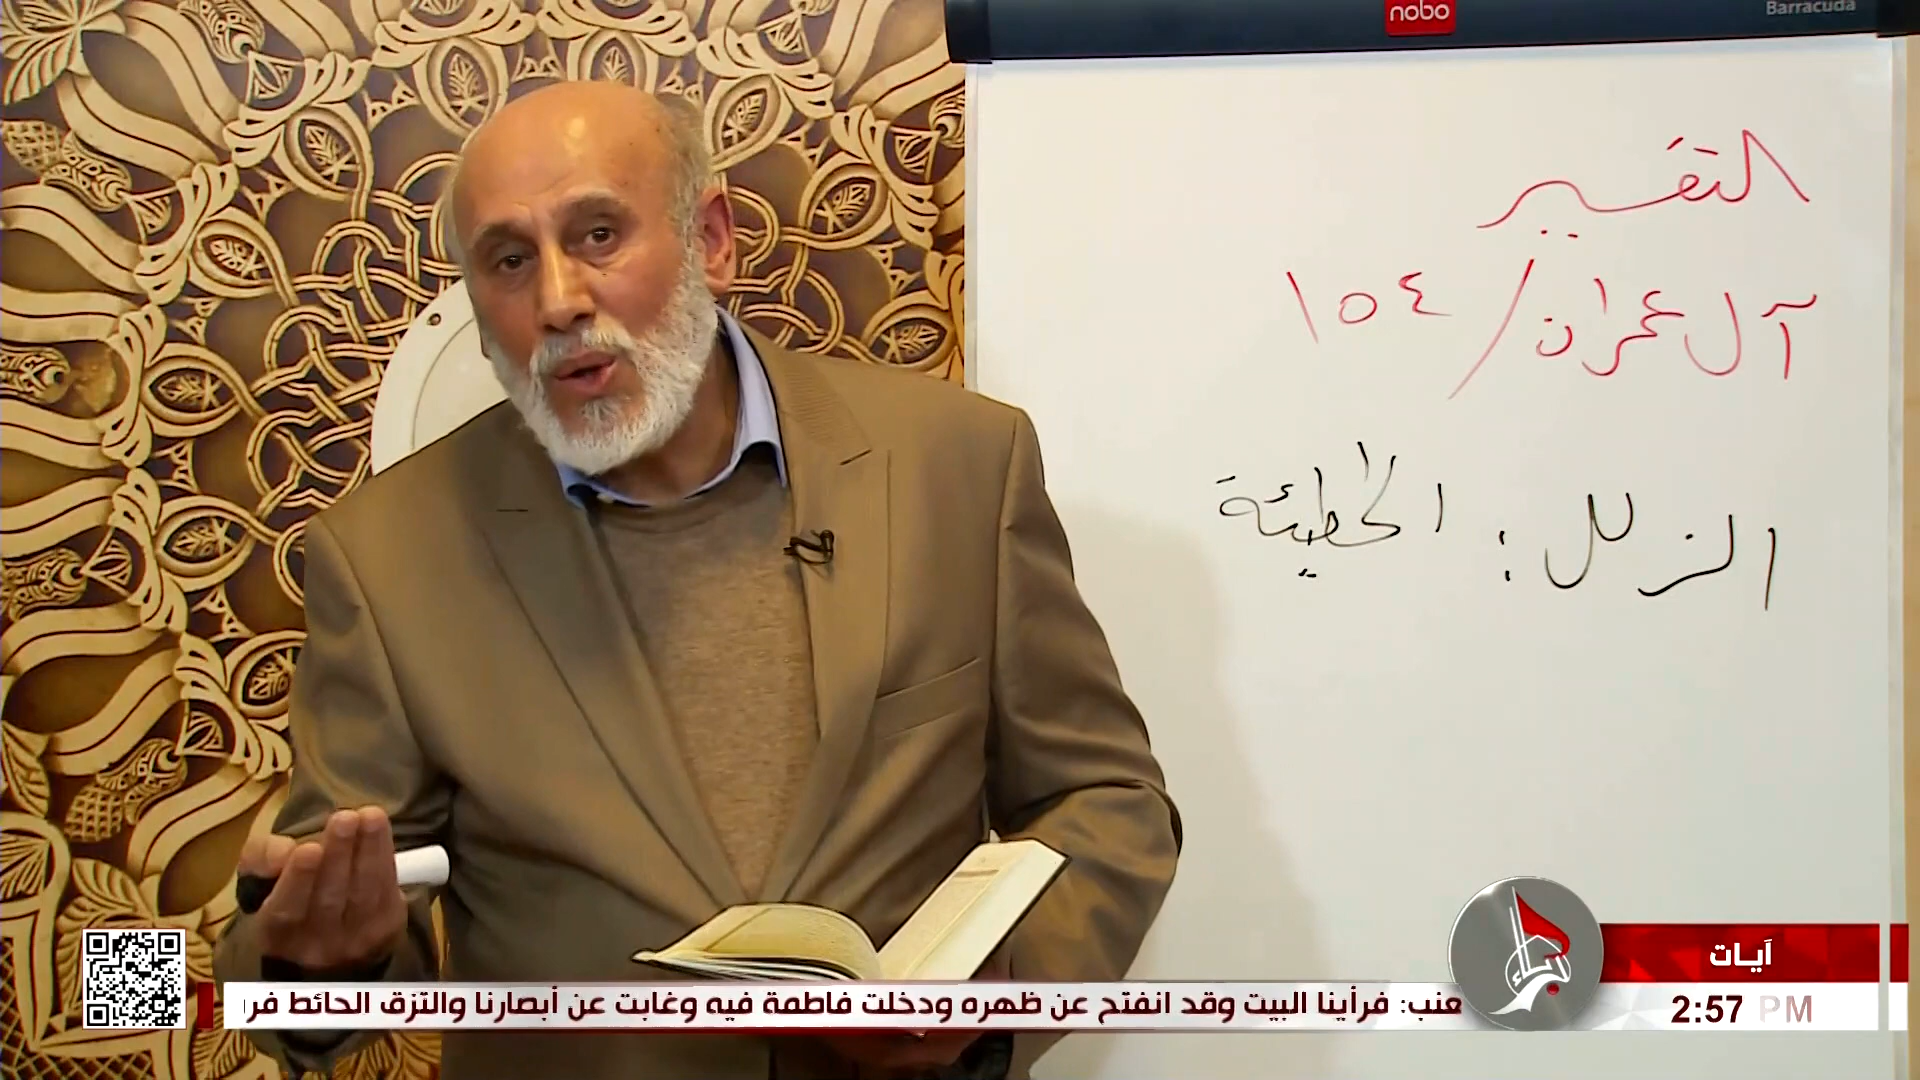 nobo
Barracuda
التفسير
آل عمران / ١٥٤
الزلل : الخطيئة
آيات
2:57 PM
عنب: فرأينا البيت وقد انفتح عن ظهره ودخلت فاطمة فيه وغابت عن أبصارنا والتزق الحائط فر